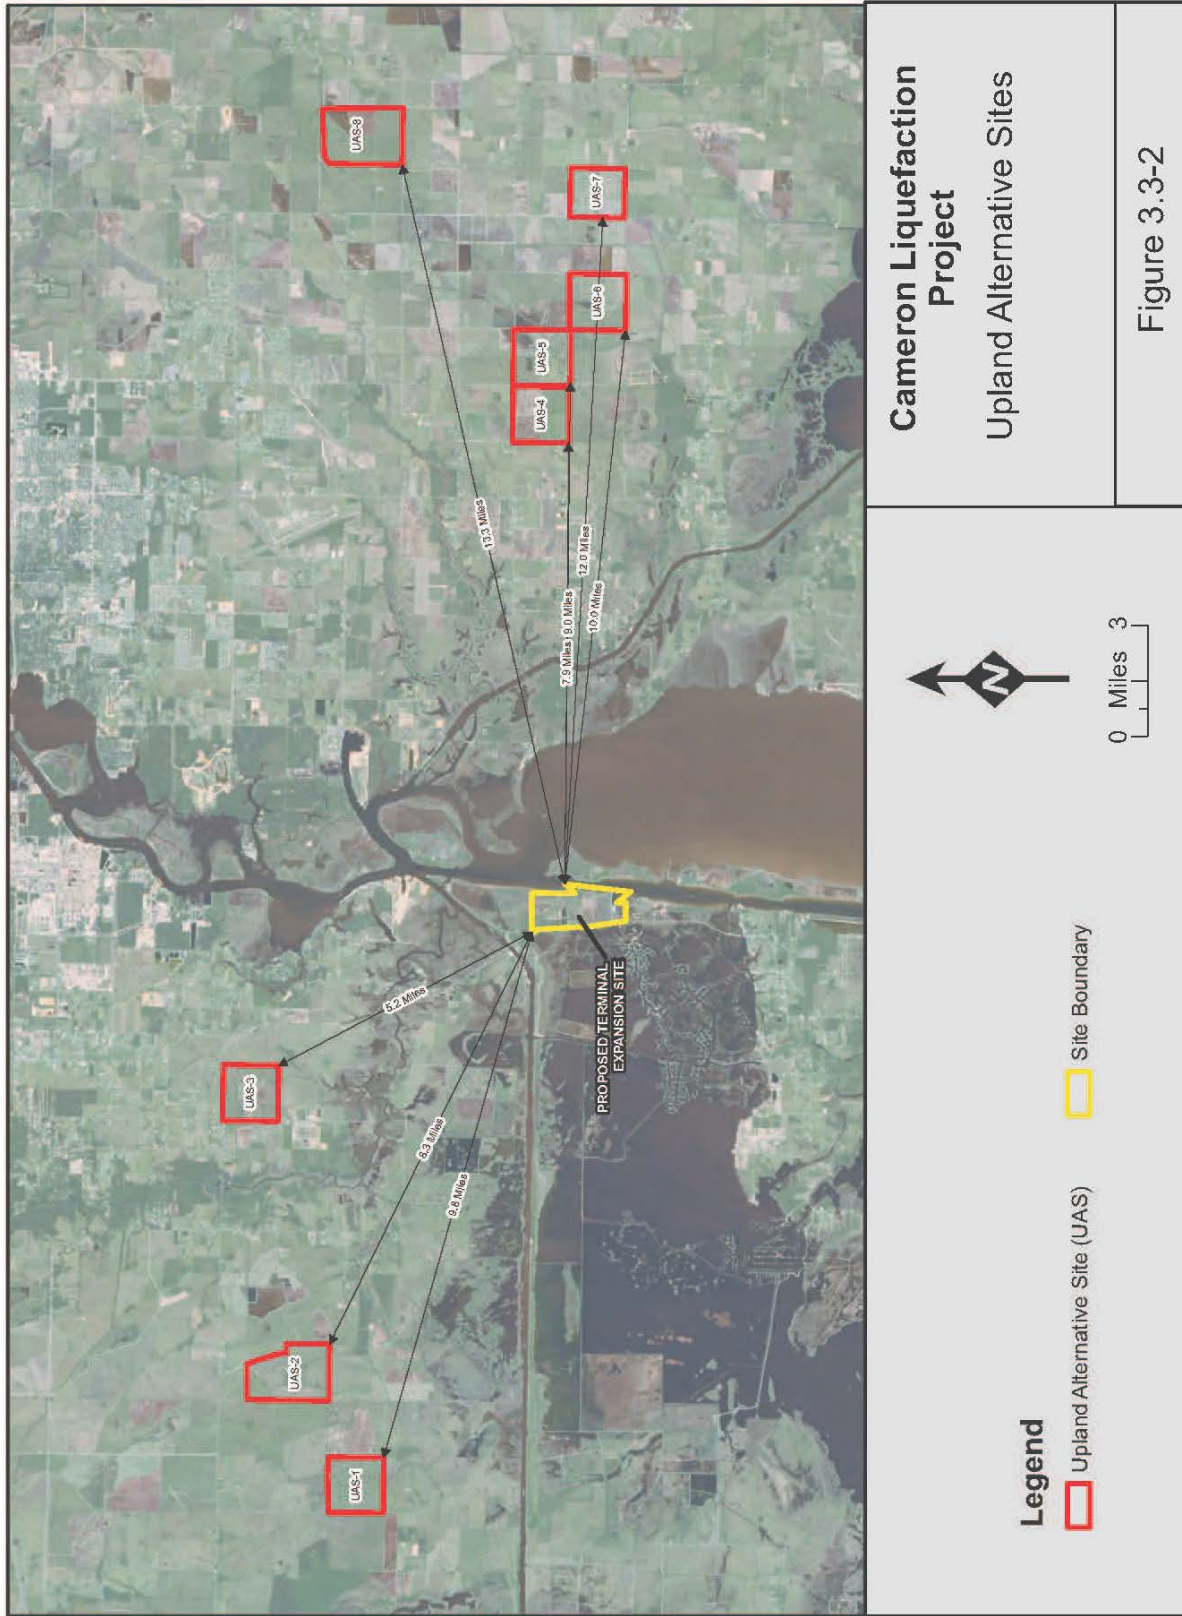 UAS-3
UAS-2
UAS-1
UAS-8
5.2 Miles
8.3 Miles
9.8 Miles
13.3 Miles
UAS-4
UAS-5
UAS-6
UAS-7
7.9 Miles
9.0 Miles
12.0 Miles
10.0 Miles
PROPOSED TERMINAL
EXPANSION SITE
Legend
Upland Alternative Site (UAS)
Site Boundary
N
0 Miles 3
Cameron Liquefaction
Project
Upland Alternative Sites
Figure 3.3-2